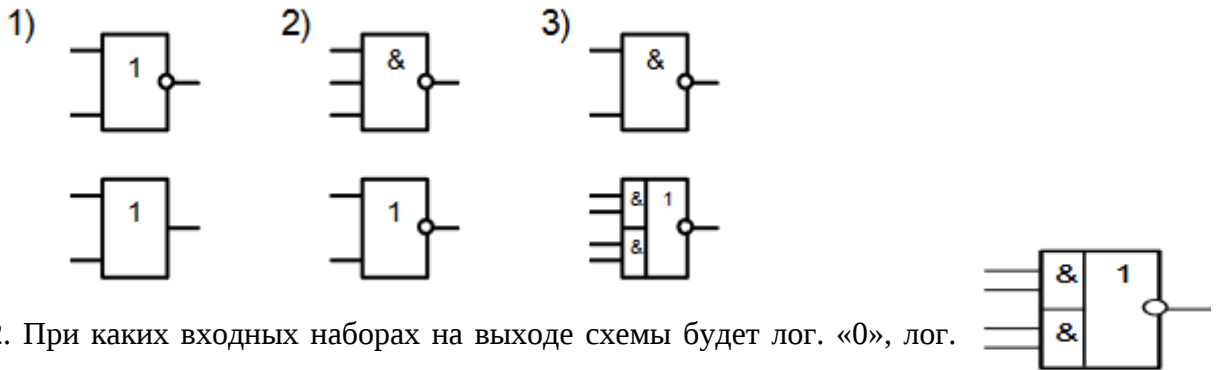 1) 2) 3)
1 & &
1 1 & 1
&
& 1
&
2. При каких входных наборах на выходе схемы будет лог. «0», лог.